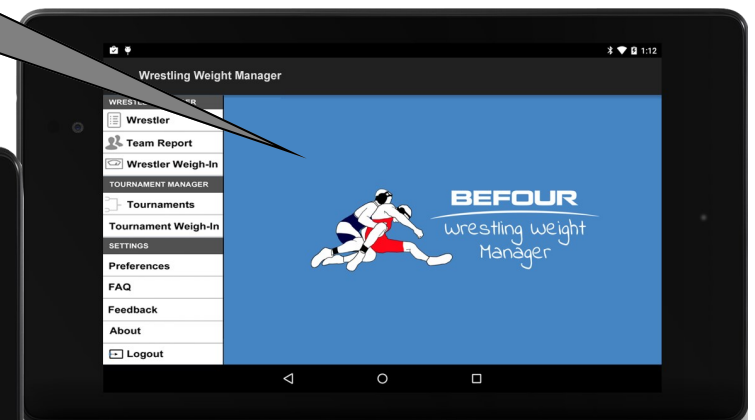 1:12
Wrestling Weight Manager
Wrestler
Team Report
Wrestler Weigh-In
TOURNAMENT MANAGER
Tournaments
Tournament Weigh-In
SETTINGS
Preferences
FAQ
Feedback
About
Logout
BEFOUR
Wrestling Weight
Manager